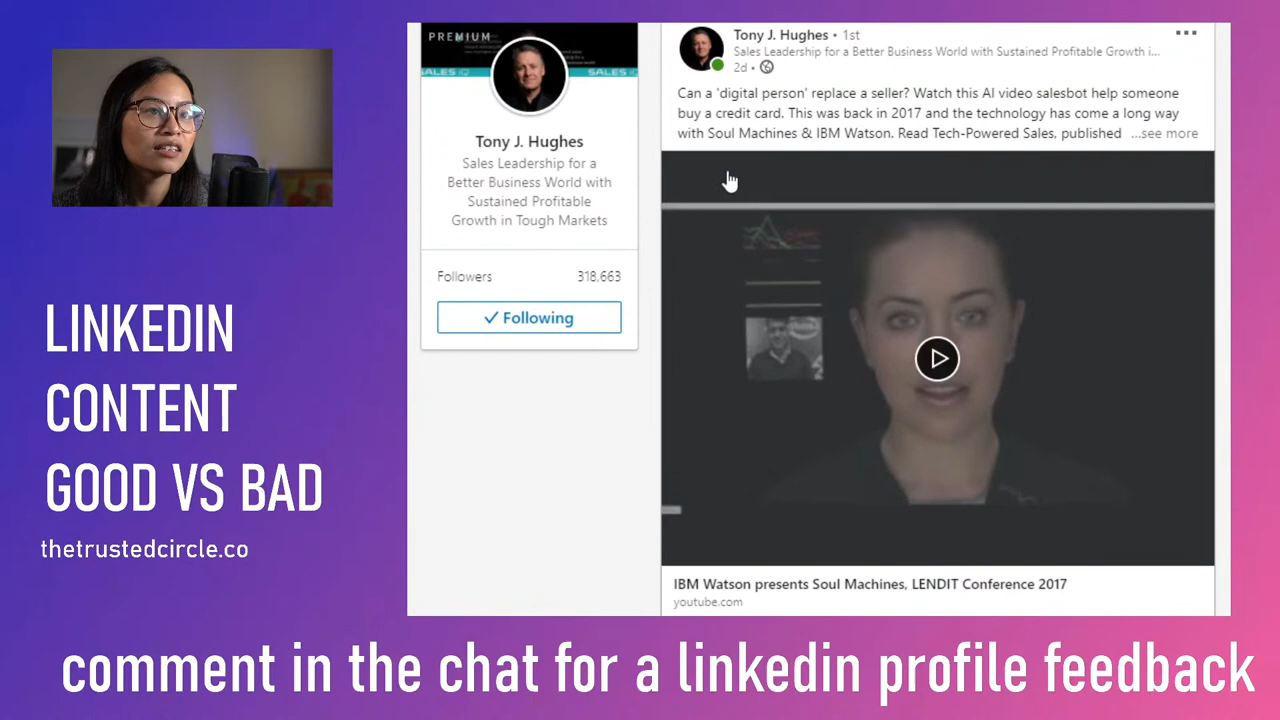 LINKEDIN
CONTENT
GOOD VS BAD
thetrustedcircle.co
PREMIUM
SALES IQ
SALES IQ
Tony J. Hughes
Sales Leadership for a
Better Business World with
Sustained Profitable
Growth in Tough Markets
Followers 318,663
Following
Tony J. Hughes • 1st
Sales Leadership for a Better Business World with Sustained Profitable Growth i...
2d •
Can a 'digital person' replace a seller? Watch this AI video salesbot help someone
buy a credit card. This was back in 2017 and the technology has come a long way
with Soul Machines & IBM Watson. Read Tech-Powered Sales, published ...see more
IBM Watson presents Soul Machines, LENDIT Conference 2017
youtube.com
comment in the chat for a linkedin profile feedback